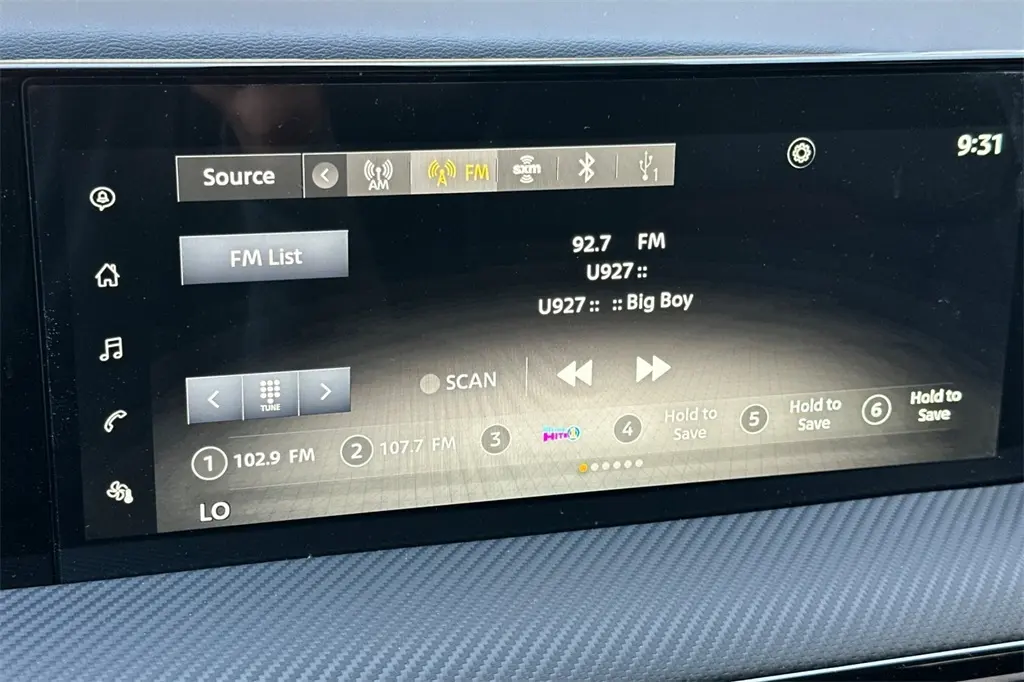 9:31
Source AM FM sxm 1
FM List
92.7 FM
U927 ::
U927 :: :: Big Boy
TUNE SCAN
1 102.9 FM 2 107.7 FM 3 HITS 4 Hold to Save 5 Hold to Save 6 Hold to Save
LO